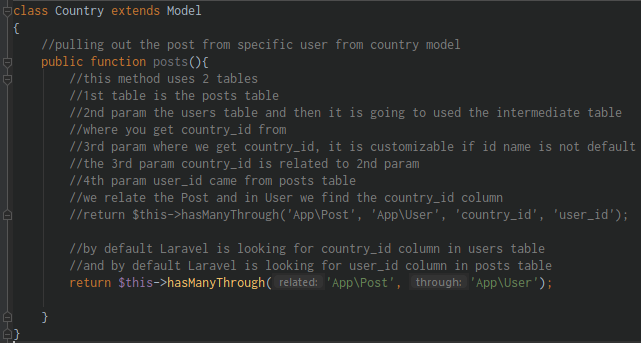 class Country extends Model
{
//pulling out the post from specific user from country model
public function posts(){
//this method uses 2 tables
//1st table is the posts table
//2nd param the users table and then it is going to used the intermediate table
//where you get country_id from
//3rd param where we get country_id, it is customizable if id name is not default
//the 3rd param country_id is related to 2nd param
//4th param user_id came from posts table
//we relate the Post and in User we find the country_id column
//return $this->hasManyThrough('App\Post', 'App\User', 'country_id', 'user_id');
//by default Laravel is looking for country_id column in users table
//and by default Laravel is looking for user_id column in posts table
return $this->hasManyThrough( related: 'App\Post', through: 'App\User');
}
}